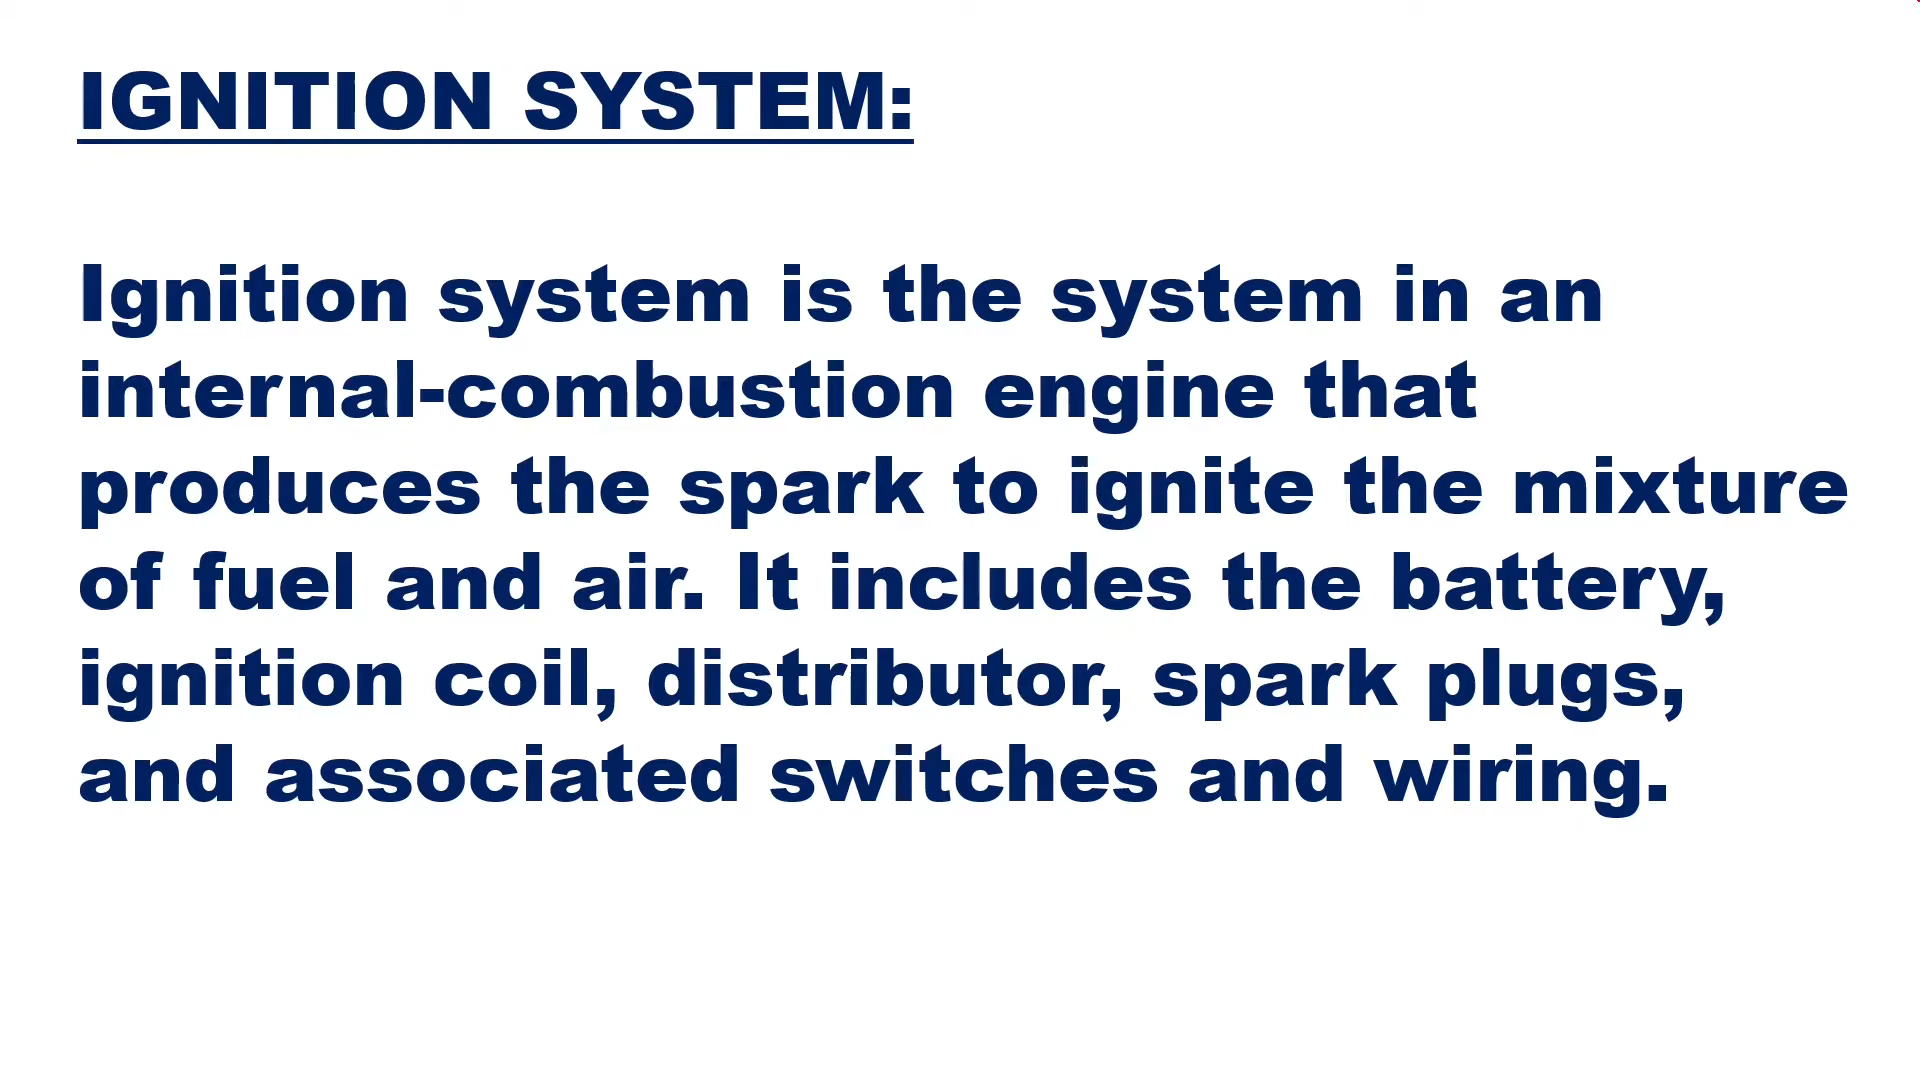 IGNITION SYSTEM:
Ignition system is the system in an
internal-combustion engine that
produces the spark to ignite the mixture
of fuel and air. It includes the battery,
ignition coil, distributor, spark plugs,
and associated switches and wiring.